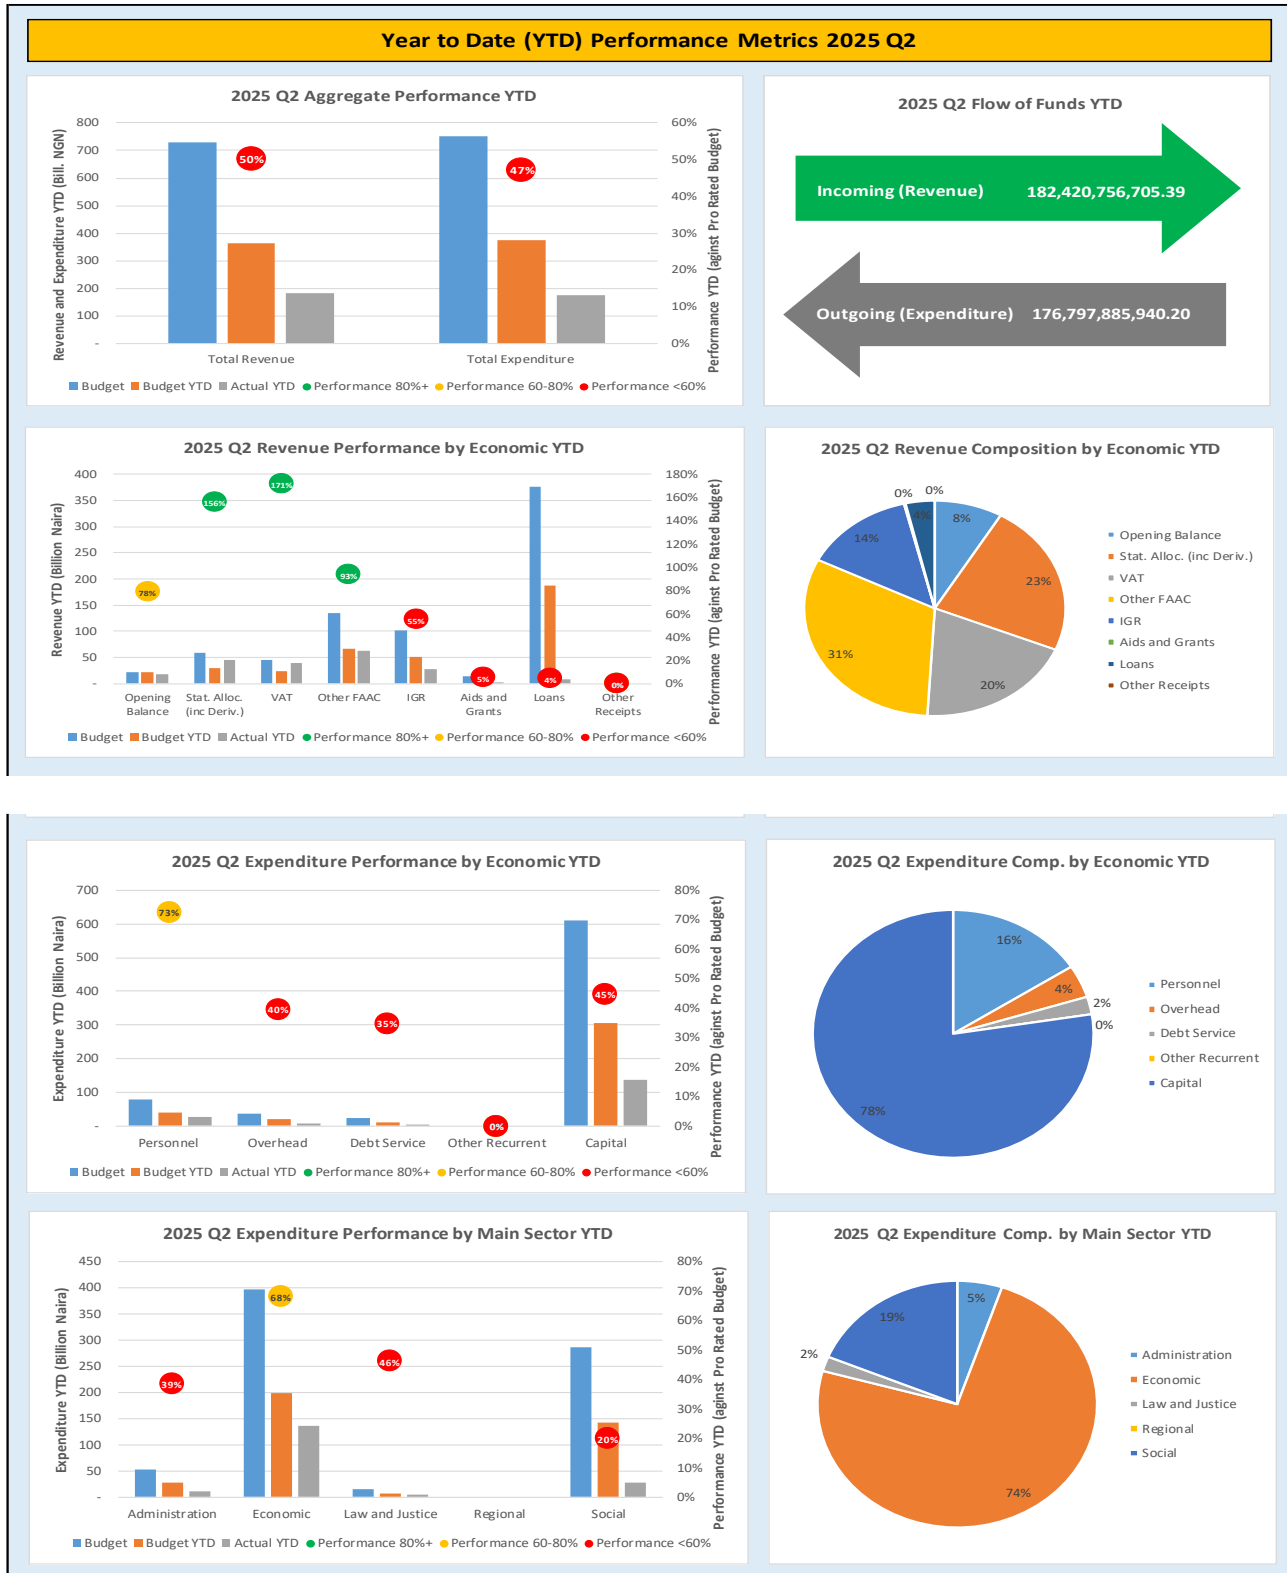 Year to Date (YTD) Performance Metrics 2025 Q2
2025 Q2 Aggregate Performance YTD
Revenue and Expenditure YTD (Bill. NGN)
800
700
600
500
400
300
200
100
-
50%
47%
60%
50%
40%
30%
20%
10%
0%
Performance YTD (aginst Pro Rated Budget)
Total Revenue
Total Expenditure
Budget
Budget YTD
Actual YTD
Performance 80%+
Performance 60-80%
Performance <60%
2025 Q2 Flow of Funds YTD
Incoming (Revenue) 182,420,756,705.39
Outgoing (Expenditure) 176,797,885,940.20
2025 Q2 Revenue Performance by Economic YTD
Revenue YTD (Billion Naira)
400
350
300
250
200
150
100
50
-
78%
156%
171%
93%
55%
5%
4%
0%
180%
160%
140%
120%
100%
80%
60%
40%
20%
0%
Performance YTD (aginst Pro Rated Budget)
Opening
Balance
Stat. Alloc.
(inc Deriv.)
VAT
Other FAAC
IGR
Aids and
Grants
Loans
Other
Receipts
Budget
Budget YTD
Actual YTD
Performance 80%+
Performance 60-80%
Performance <60%
2025 Q2 Revenue Composition by Economic YTD
0%
0%
4%
8%
14%
23%
31%
20%
Opening Balance
Stat. Alloc. (inc Deriv.)
VAT
Other FAAC
IGR
Aids and Grants
Loans
Other Receipts
2025 Q2 Expenditure Performance by Economic YTD
Expenditure YTD (Billion Naira)
700
600
500
400
300
200
100
-
73%
40%
35%
0%
45%
80%
70%
60%
50%
40%
30%
20%
10%
0%
Performance YTD (aginst Pro Rated Budget)
Personnel
Overhead
Debt Service
Other Recurrent
Capital
Budget
Budget YTD
Actual YTD
Performance 80%+
Performance 60-80%
Performance <60%
2025 Q2 Expenditure Comp. by Economic YTD
16%
4%
2%
0%
78%
Personnel
Overhead
Debt Service
Other Recurrent
Capital
2025 Q2 Expenditure Performance by Main Sector YTD
Expenditure YTD (Billion Naira)
450
400
350
300
250
200
150
100
50
-
39%
68%
46%
20%
80%
70%
60%
50%
40%
30%
20%
10%
0%
Performance YTD (aginst Pro Rated Budget)
Administration
Economic
Law and Justice
Regional
Social
Budget
Budget YTD
Actual YTD
Performance 80%+
Performance 60-80%
Performance <60%
2025 Q2 Expenditure Comp. by Main Sector YTD
5%
19%
2%
74%
Administration
Economic
Law and Justice
Regional
Social